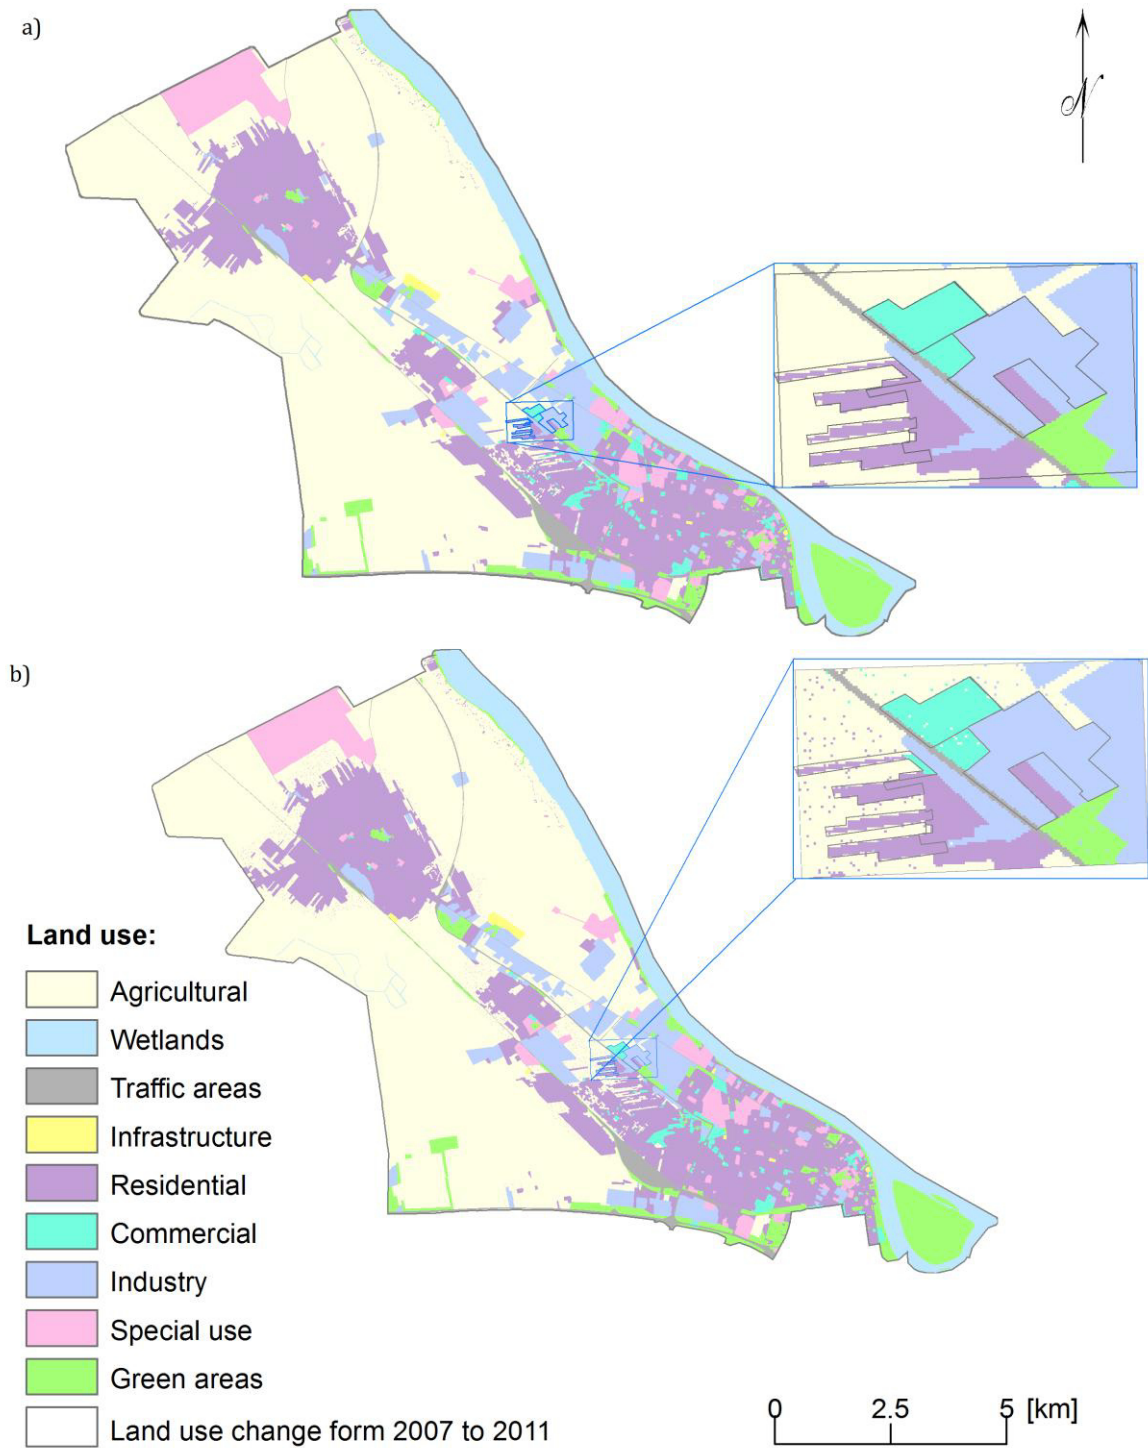 a)
N
b)
Land use:
Agricultural
Wetlands
Traffic areas
Infrastructure
Residential
Commercial
Industry
Special use
Green areas
Land use change form 2007 to 2011
0 2.5 5 [km]